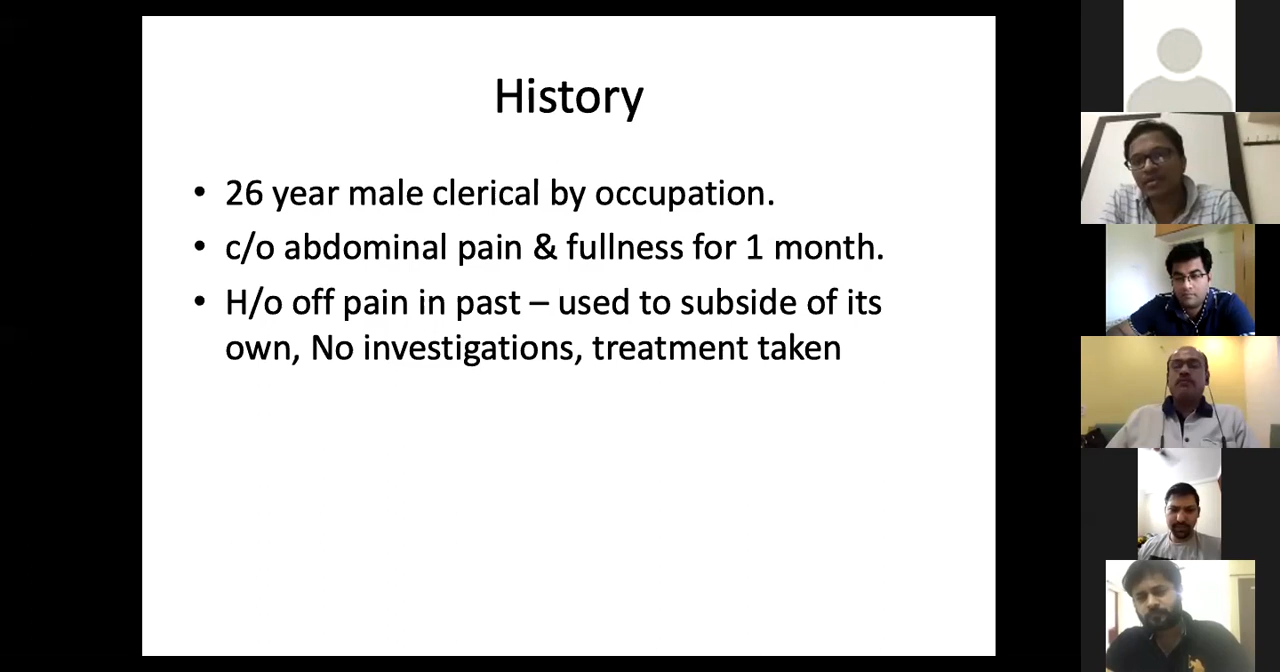 History
• 26 year male clerical by occupation.
• c/o abdominal pain & fullness for 1 month.
• H/o off pain in past – used to subside of its
own, No investigations, treatment taken